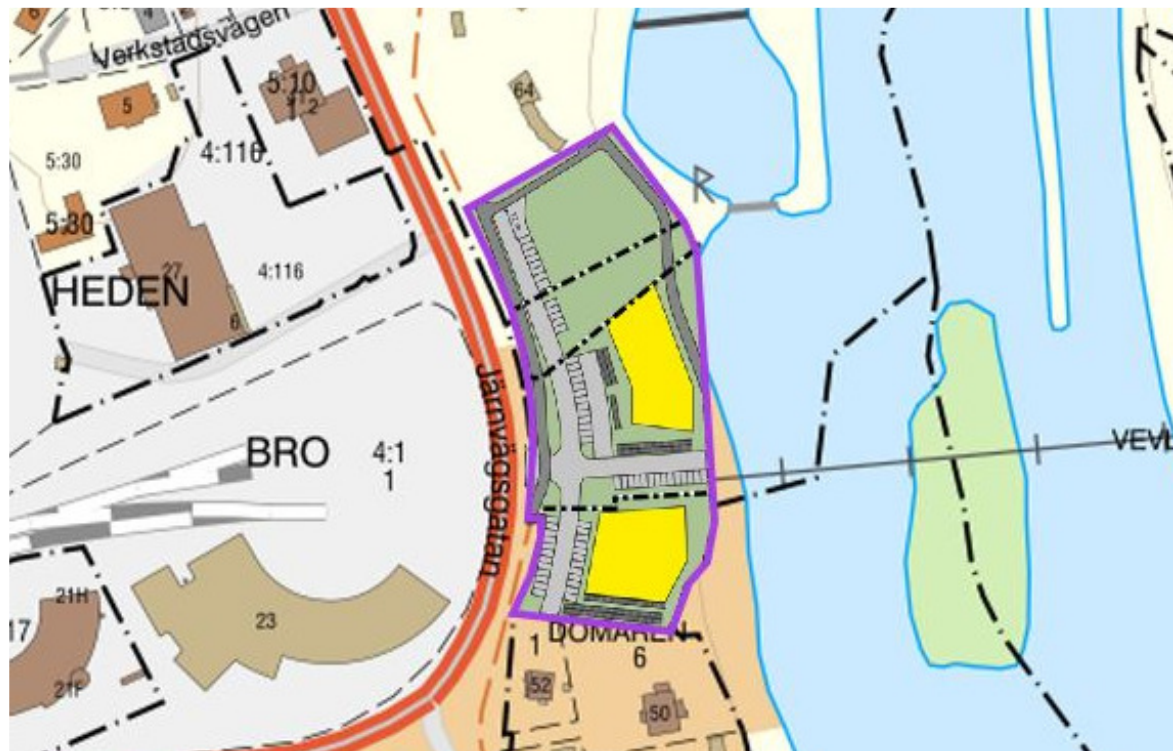 Verkstadsvägen
5
5:10
1
2
64
5:30
4:116
5:30
27
4:116
HEDEN
6
R
Järnvägsgatan
BRO
4:1
1
VEVL
21H
17
23
21F
DOMAREN
1
6
52
50